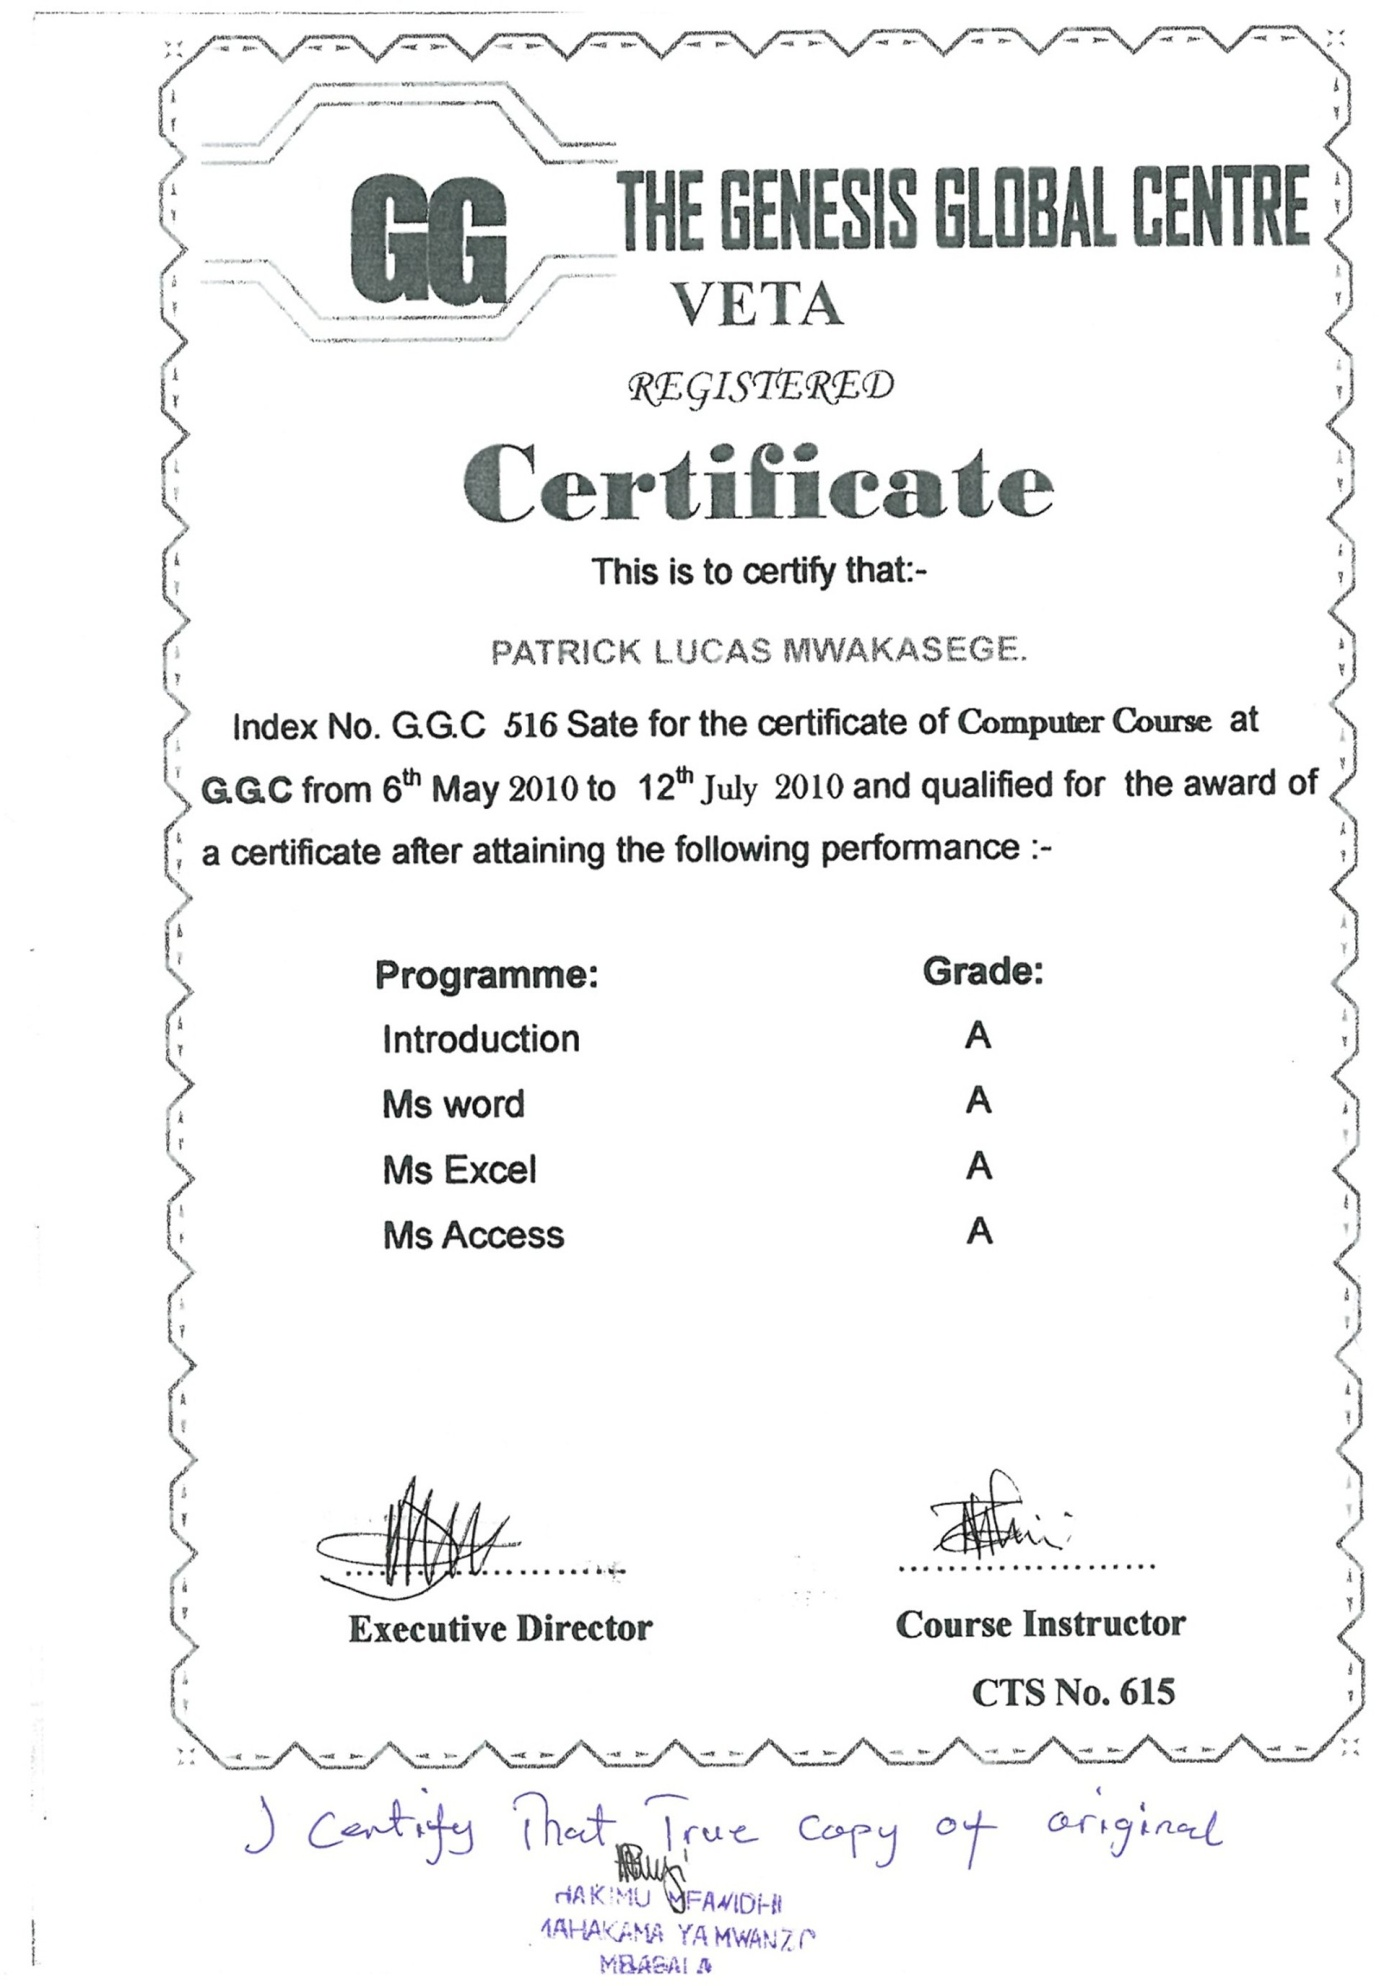 GG
THE GENESIS GLOBAL CENTRE
VETA
REGISTERED
Certificate
This is to certify that:-
PATRICK LUCAS MWAKASEGE.
Index No. G.G.C 516 Sate for the certificate of Computer Course at
G.G.C from 6th May 2010 to 12th July 2010 and qualified for the award of
a certificate after attaining the following performance :-
Programme: Grade:
Introduction A
Ms word A
Ms Excel A
Ms Access A
Executive Director Course Instructor
CTS No. 615
I Certify That True Copy of original
HAKIMU MFAWIDHI
MAHAKAMA YA MWANZO